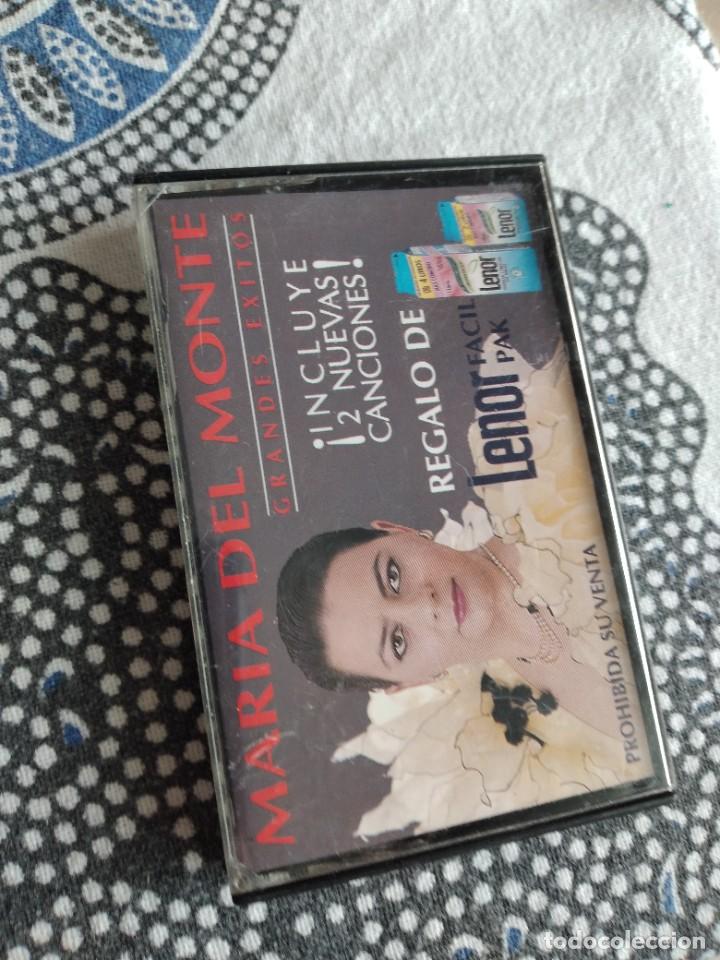 MARIA DEL MONTE
GRANDES EXITOS
¡INCLUYE
¡2 NUEVAS
CANCIONES!
REGALO DE
Lenor FACIL
PAK
Lenor
Lenor
PROHIBIDA SU VENTA
todocoleccion